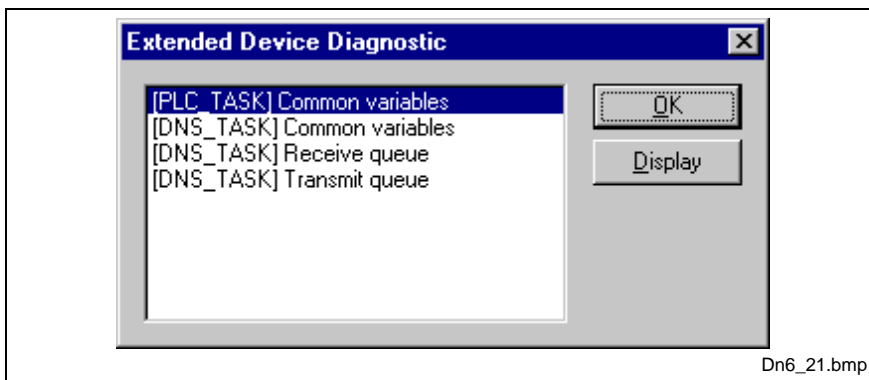 Extended Device Diagnostic
[PLC_TASK] Common variables
[DNS_TASK] Common variables
[DNS_TASK] Receive queue
[DNS_TASK] Transmit queue
OK
Display
Dn6_21.bmp